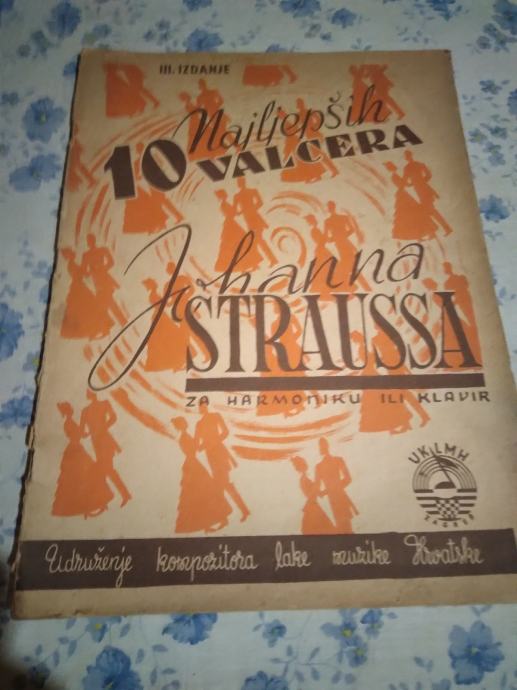 III. IZDANJE
10 Najljepših
VALCERA
Johanna
STRAUSSA
ZA HARMONIKU ILI KLAVIR
UKLMH
ZAGREB
Udruženje kompozitora lake muzike Hrvatske